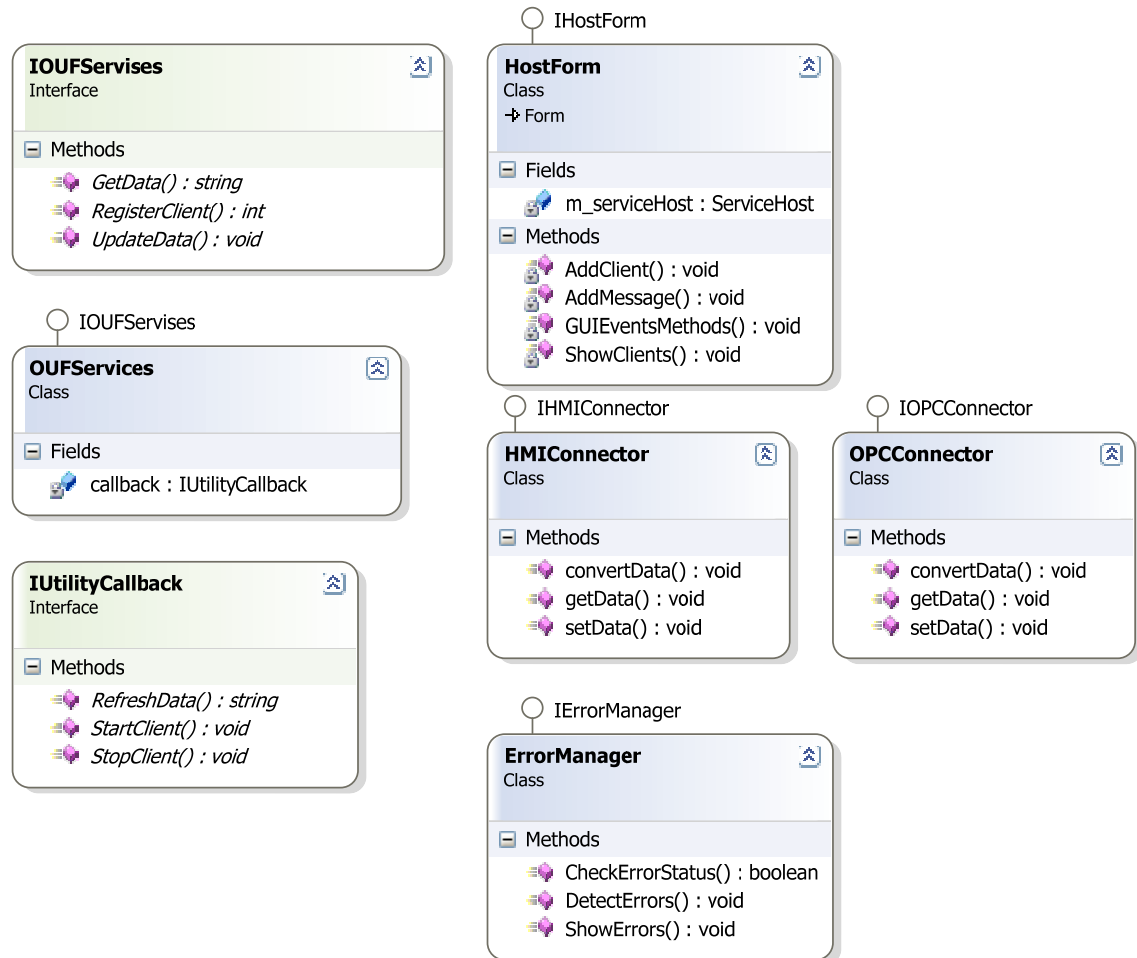 IOUFServises
Interface
Methods
GetData() : string
RegisterClient() : int
UpdateData() : void
IOUFServises
OUFServices
Class
Fields
callback : IUtilityCallback
IUtilityCallback
Interface
Methods
RefreshData() : string
StartClient() : void
StopClient() : void
IHostForm
HostForm
Class
Form
Fields
m_serviceHost : ServiceHost
Methods
AddClient() : void
AddMessage() : void
GUIEventsMethods() : void
ShowClients() : void
IHMIConnector
HMIConnector
Class
Methods
convertData() : void
getData() : void
setData() : void
IOPCConnector
OPCConnector
Class
Methods
convertData() : void
getData() : void
setData() : void
IErrorManager
ErrorManager
Class
Methods
CheckErrorStatus() : boolean
DetectErrors() : void
ShowErrors() : void